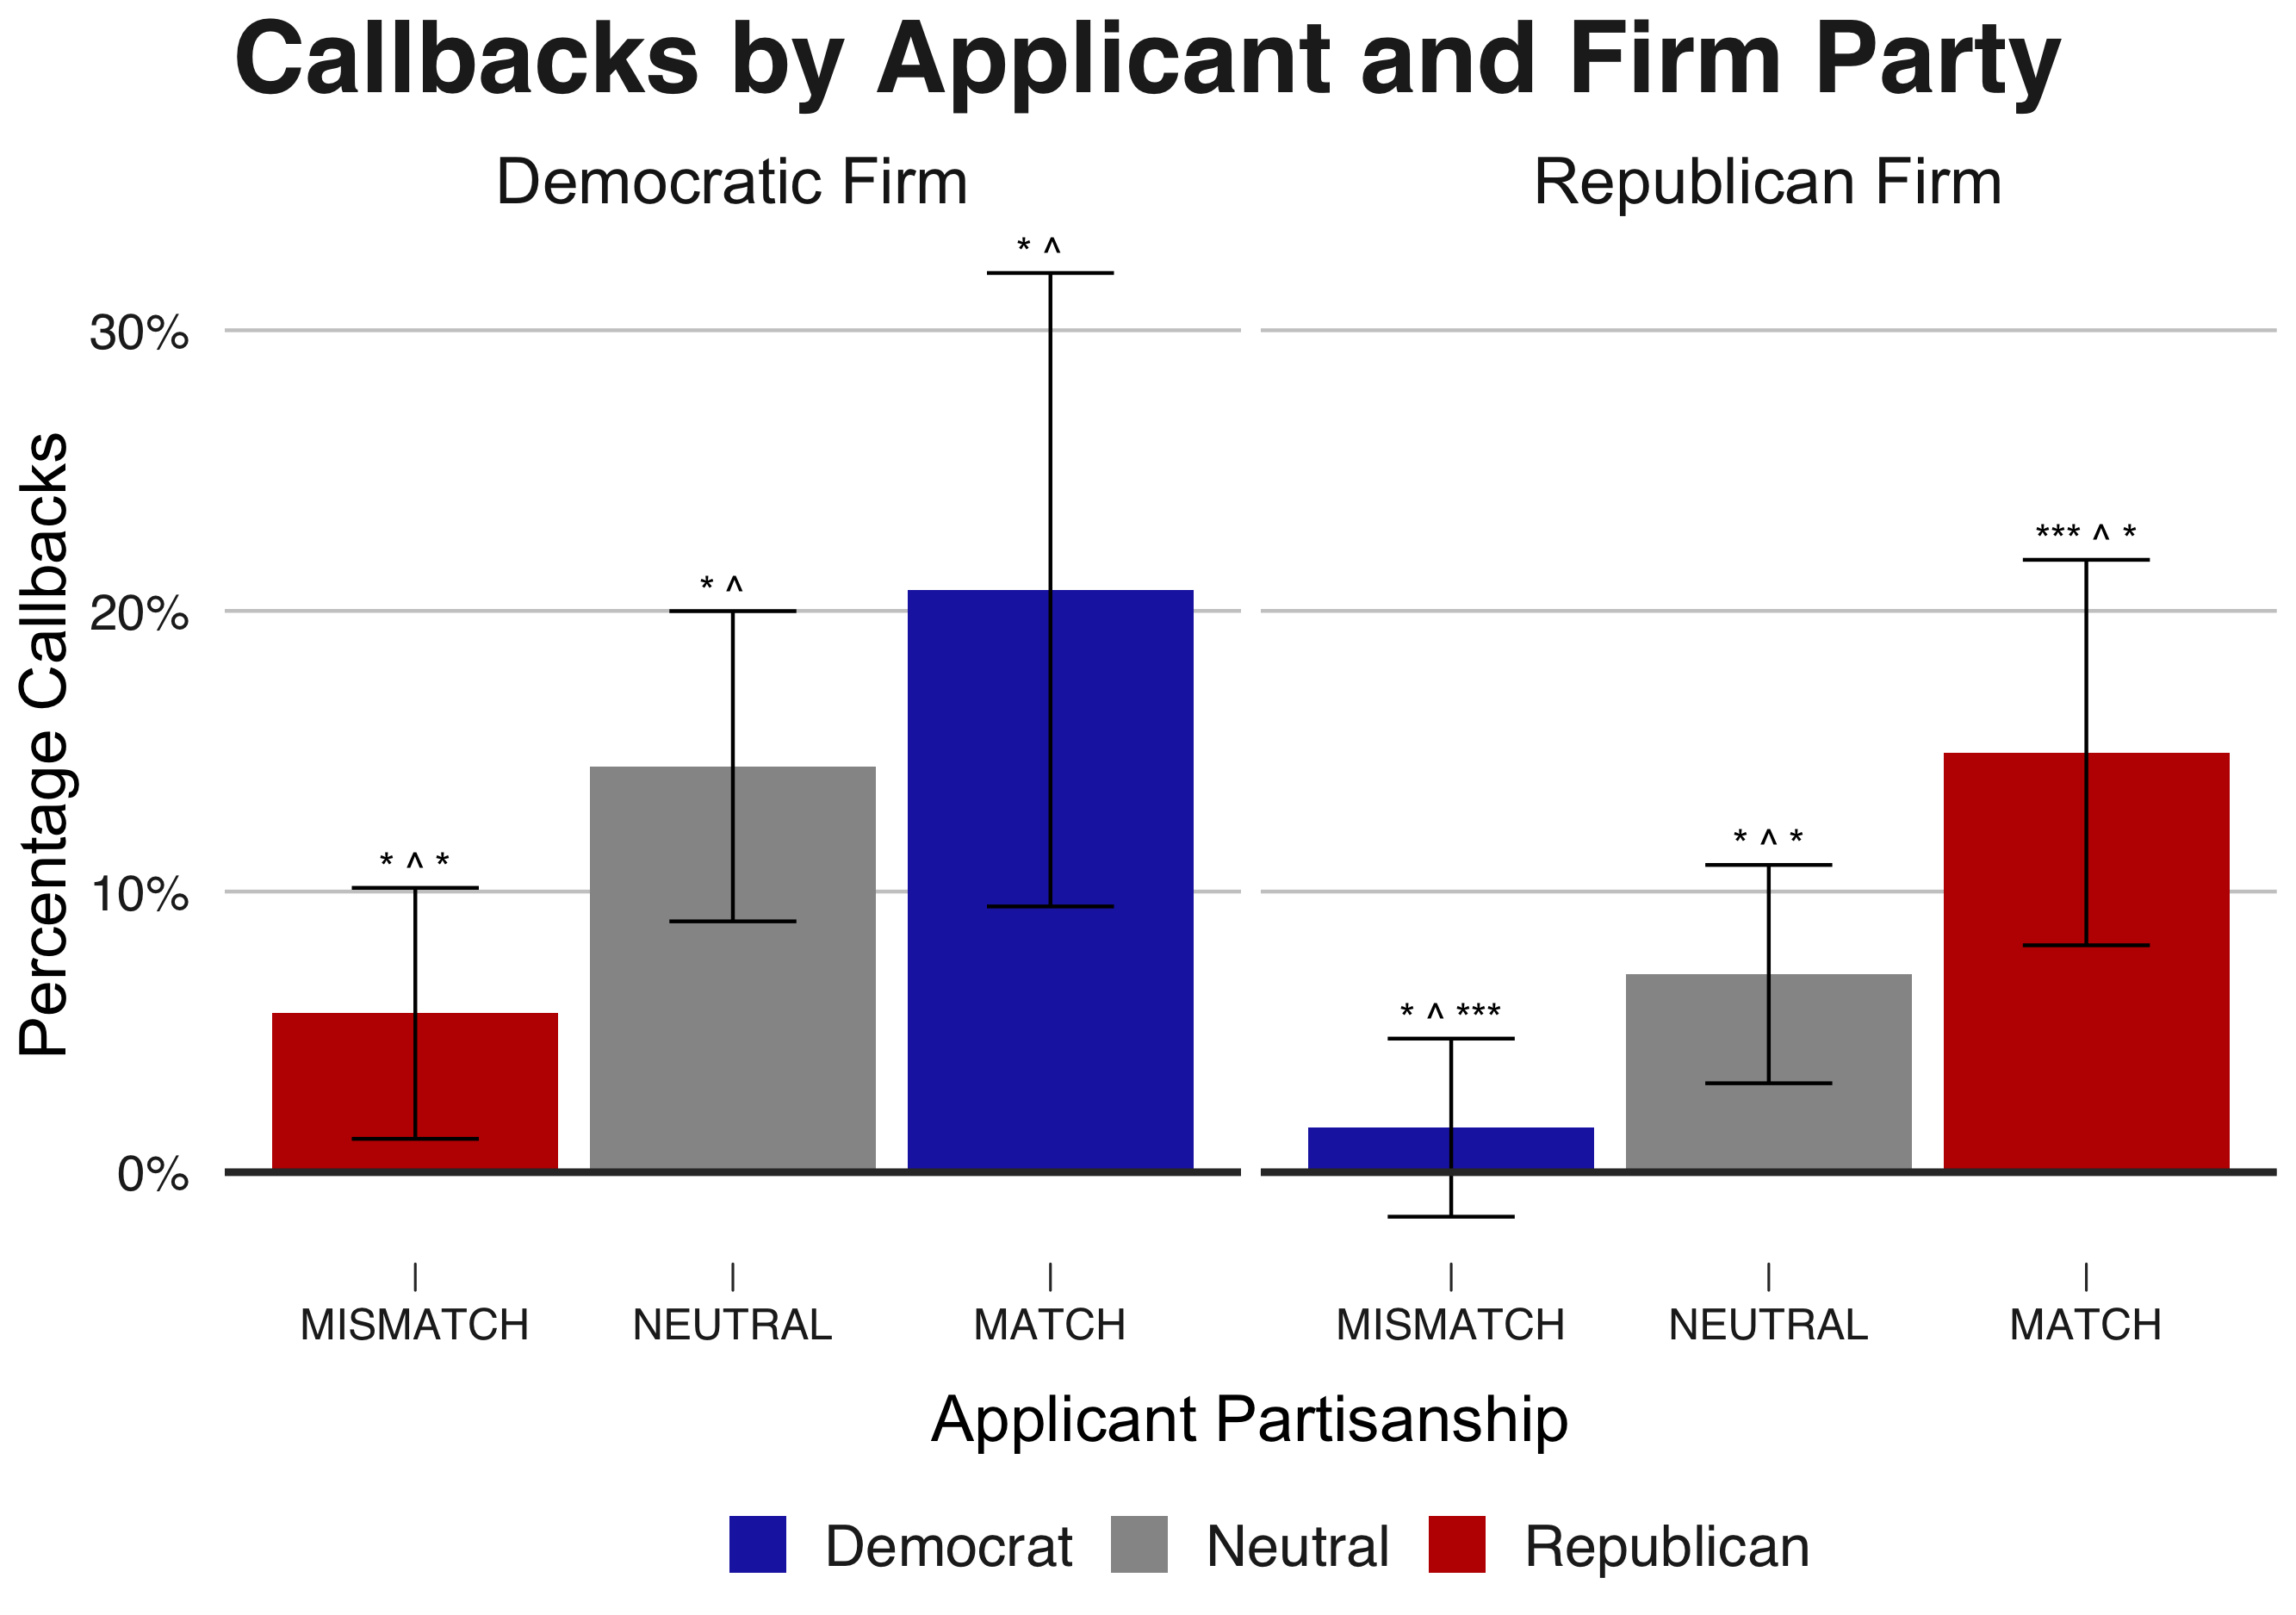 Callbacks by Applicant and Firm Party
Democratic Firm
Republican Firm
Percentage Callbacks
30%
20%
10%
0%
* ^ *
* ^
* ^
* ^ ***
* ^ *
*** ^ *
MISMATCH NEUTRAL MATCH
MISMATCH NEUTRAL MATCH
Applicant Partisanship
Democrat Neutral Republican